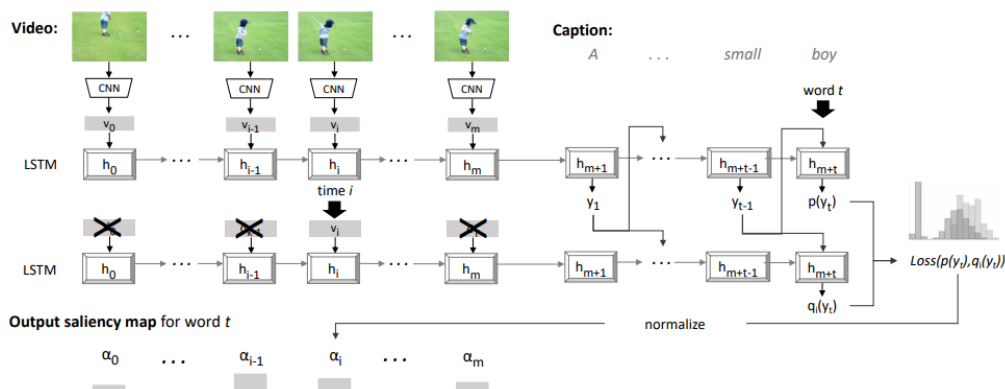 Video: ... ... Caption:
A ... small boy
CNN CNN CNN CNN
word t
v0 vi-1 vi vm
LSTM h0 ... hi-1 hi ... hm hm+1 ... hm+t-1 hm+t
time i y1 yt-1 p(yt)
vi
LSTM h0 ... hi-1 hi ... hm hm+1 ... hm+t-1 hm+t
Loss(p(yt),qi(yt))
qi(yt)
Output saliency map for word t normalize
α0 ... αi-1 αi ... αm